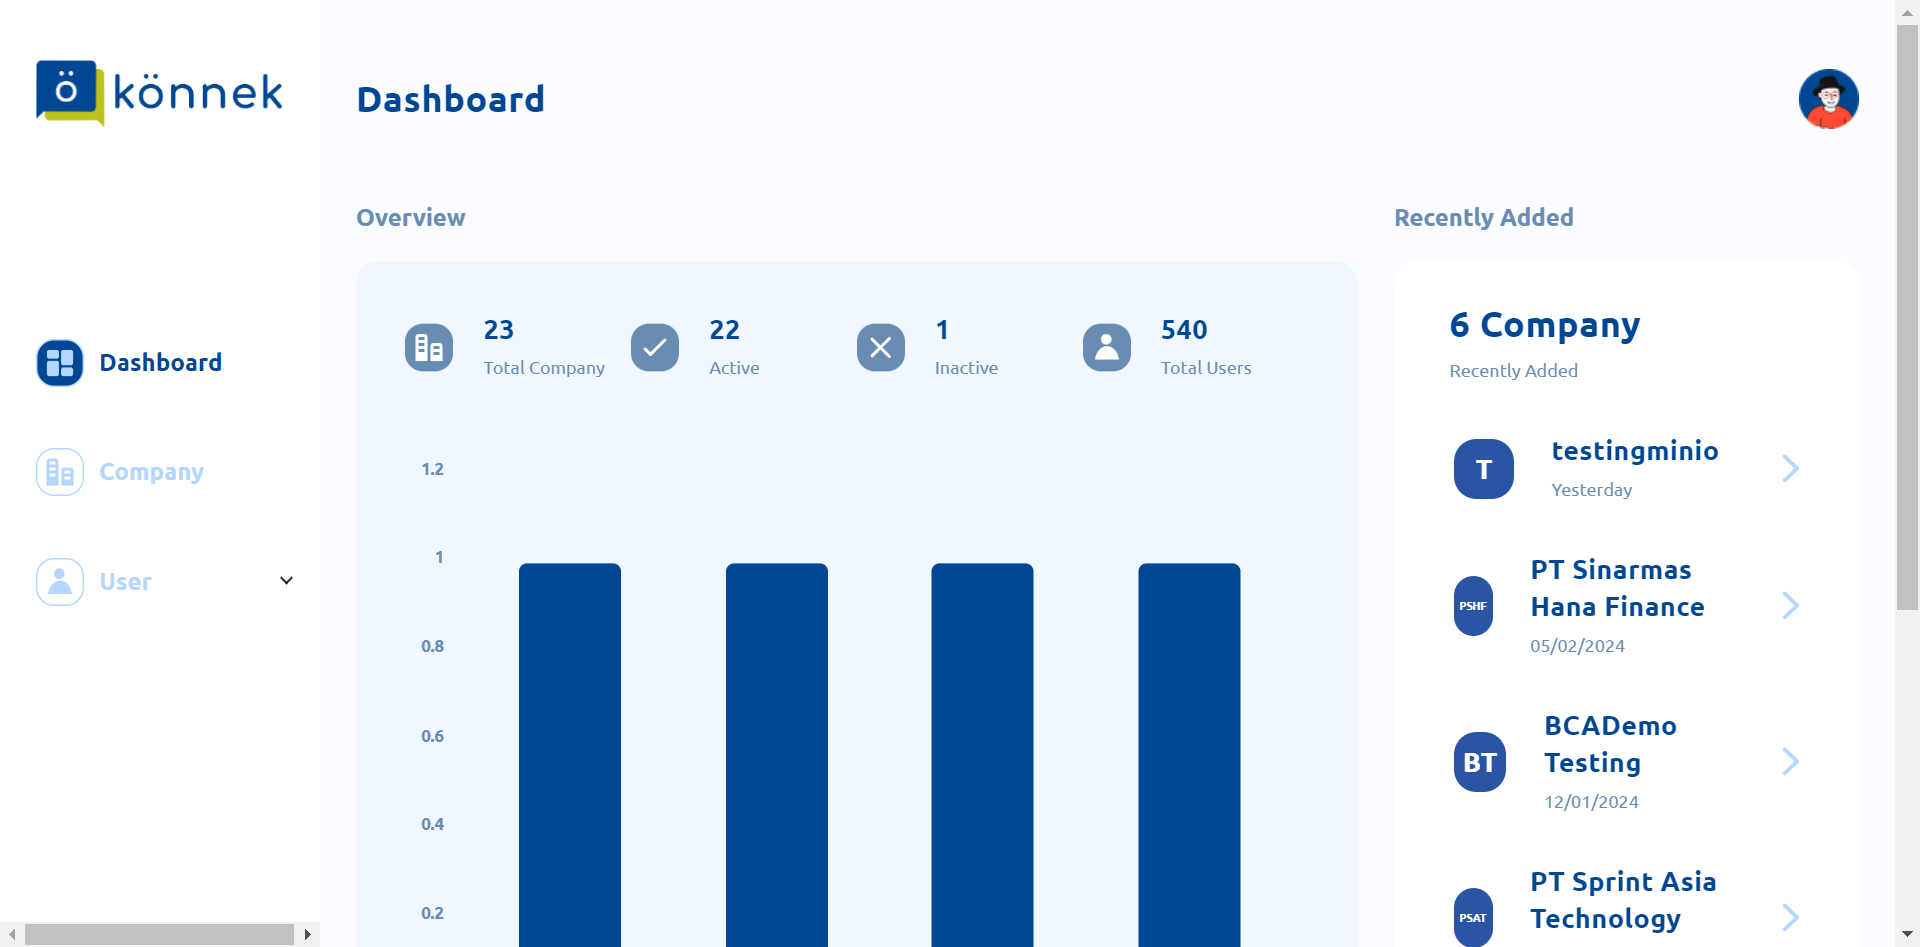 ö könnek
Dashboard
Company
User
Dashboard
Overview
23
Total Company
22
Active
1
Inactive
540
Total Users
1.2
1
0.8
0.6
0.4
0.2
Recently Added
6 Company
Recently Added
T
testingminio
Yesterday
PSHF
PT Sinarmas
Hana Finance
05/02/2024
BT
BCADemo
Testing
12/01/2024
PSAT
PT Sprint Asia
Technology